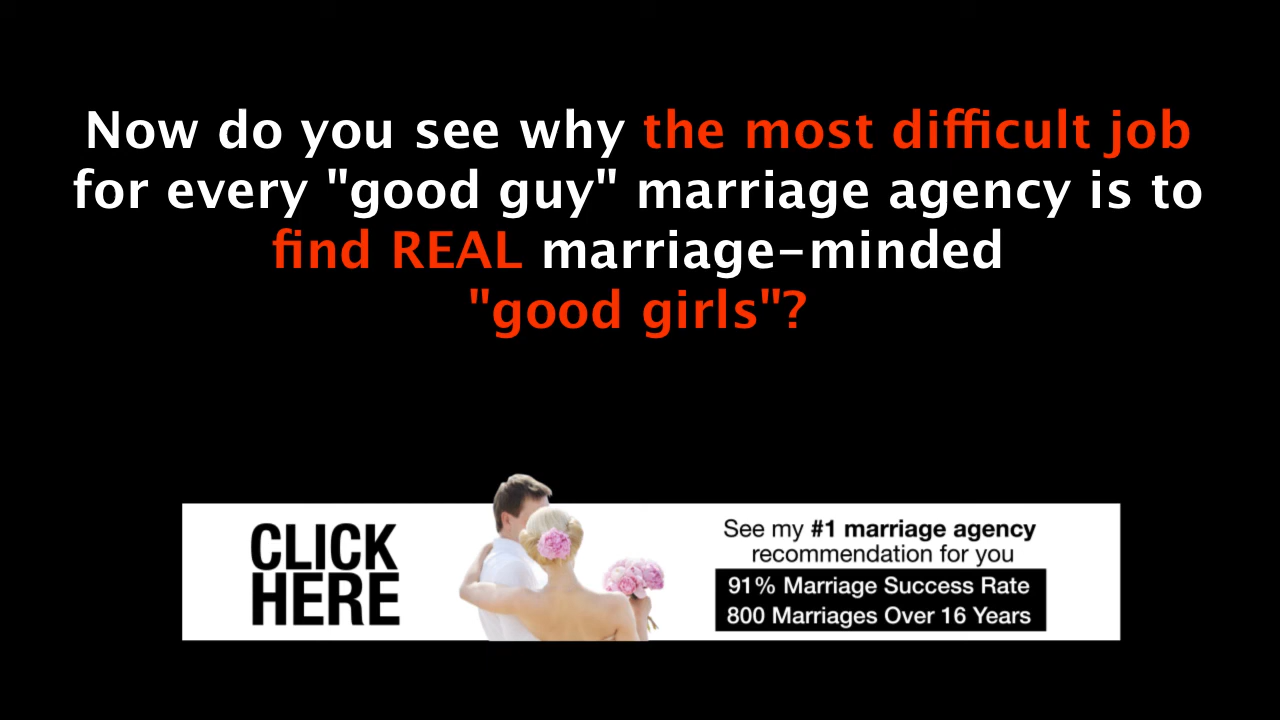 Now do you see why the most difficult job
for every "good guy" marriage agency is to
find REAL marriage-minded
"good girls"?
CLICK
HERE
See my #1 marriage agency
recommendation for you
91% Marriage Success Rate
800 Marriages Over 16 Years